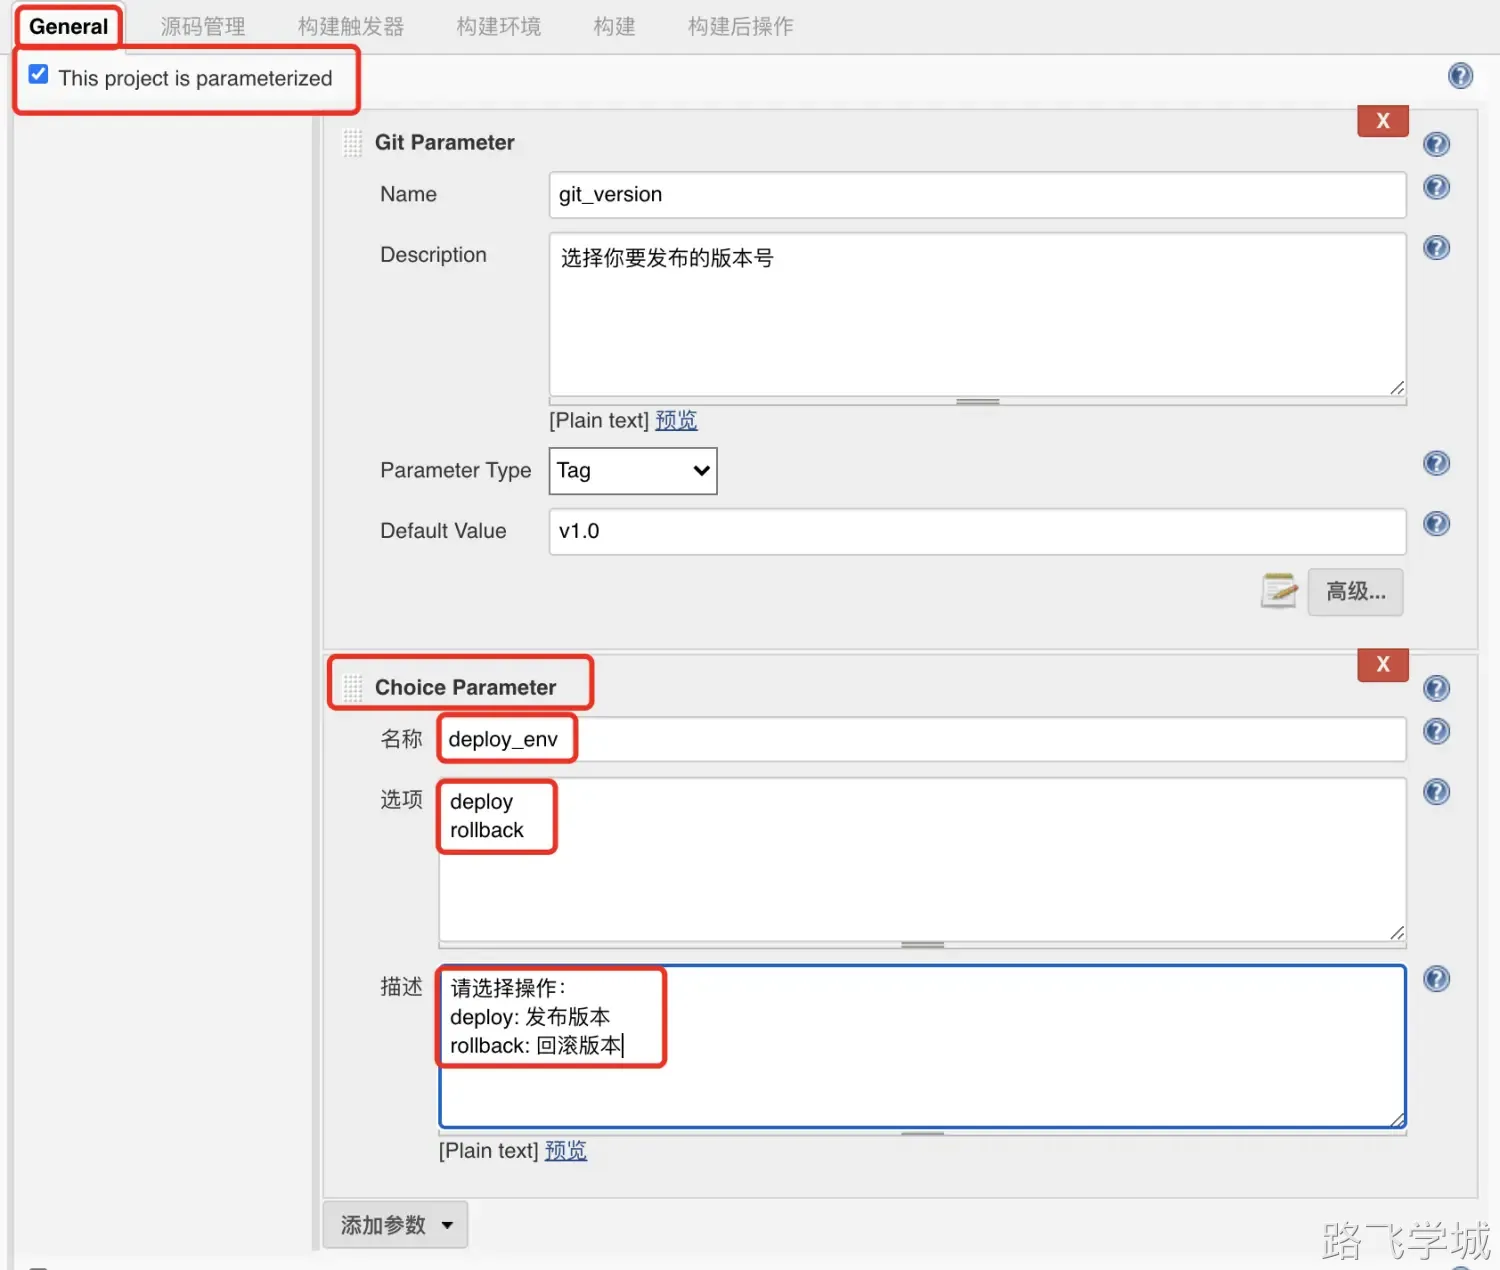 General 源码管理 构建触发器 构建环境 构建 构建后操作
This project is parameterized
X
Git Parameter
Name git_version
Description 选择你要发布的版本号
[Plain text] 预览
Parameter Type Tag
Default Value v1.0
高级...
X
Choice Parameter
名称 deploy_env
选项 deploy
rollback
描述 请选择操作：
deploy: 发布版本
rollback: 回滚版本
[Plain text] 预览
添加参数
路飞学城